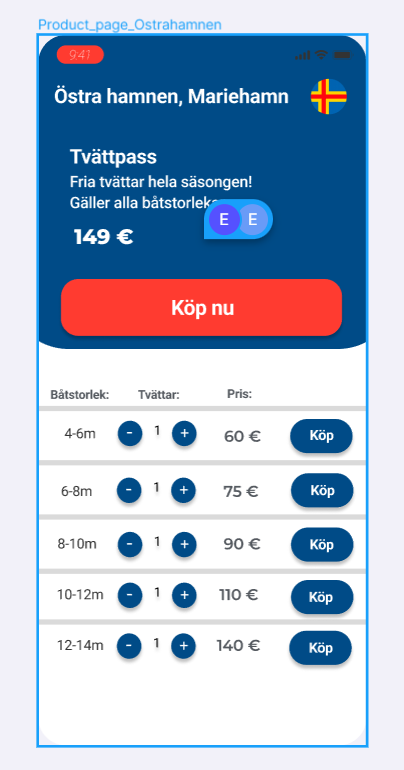 Product_page_Ostrahamnen
9:41
Östra hamnen, Mariehamn
Tvättpass
Fria tvättar hela säsongen!
Gäller alla båtstorlek
E E
149 €
Köp nu
Båtstorlek: Tvättar: Pris:
4-6m - 1 + 60 € Köp
6-8m - 1 + 75 € Köp
8-10m - 1 + 90 € Köp
10-12m - 1 + 110 € Köp
12-14m - 1 + 140 € Köp